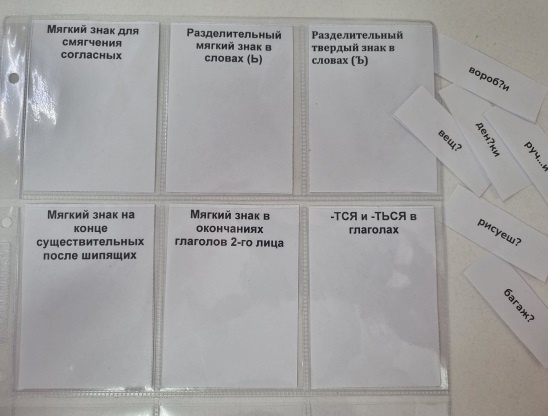 Мягкий знак для
смягчения
согласных
Разделительный
мягкий знак в
словах (Ь)
Разделительный
твердый знак в
словах (Ъ)
Мягкий знак на
конце
существительных
после шипящих
Мягкий знак в
окончаниях
глаголов 2-го лица
-ТСЯ и -ТЬСЯ в
глаголах
вороб?и
вещ?
ден?ки
руч...и
рисуеш?
багаж?